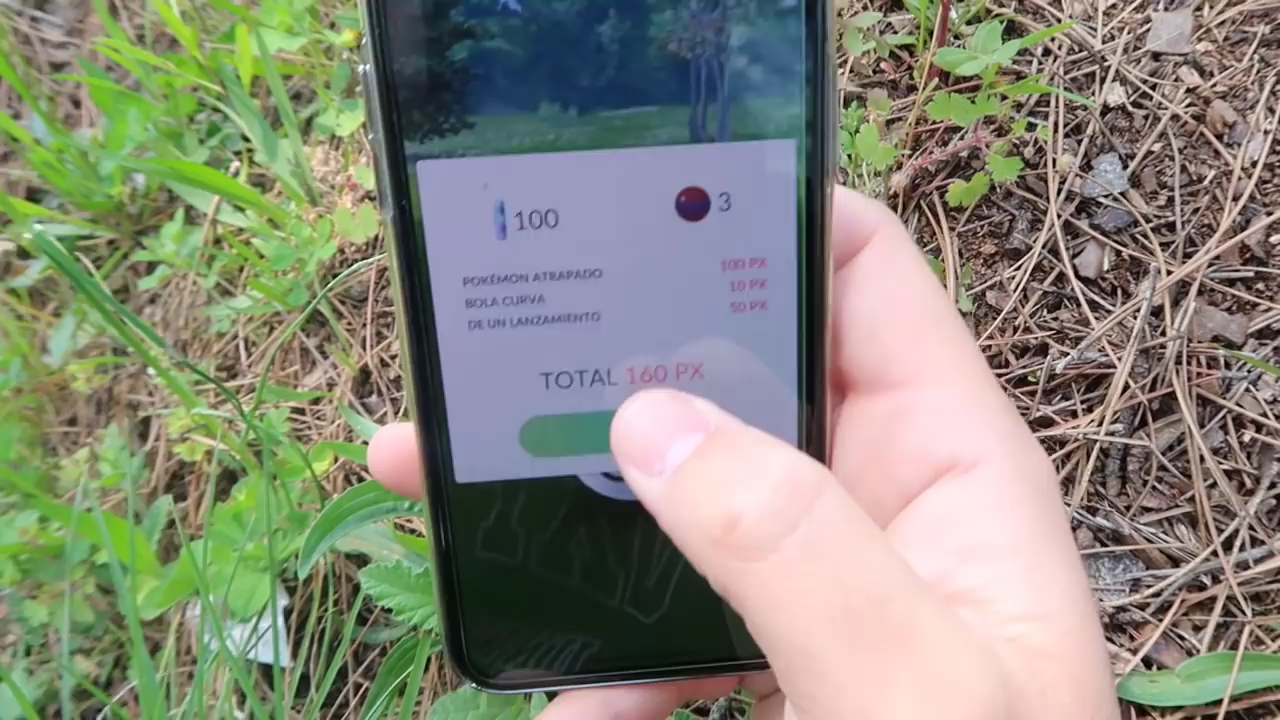 100
3
POKÉMON ATRAPADO 100 PX
BOLA CURVA 10 PX
DE UN LANZAMIENTO 50 PX
TOTAL 160 PX